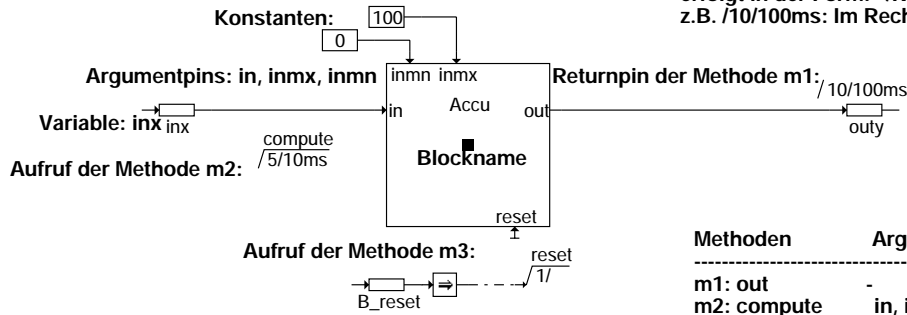 Konstanten:
100
z.B. /10/100ms: Im Rech
0
Argumentpins: in, inmx, inmn
inmn inmx
Returnpin der Methode m1:
/10/100ms
in
Accu
out
Variable: inx
inx
outy
compute
5/10ms
Aufruf der Methode m2:
Blockname
reset
Aufruf der Methode m3:
reset
1/
B_reset
Methoden Arg
--------------------------------
m1: out -
m2: compute in, i